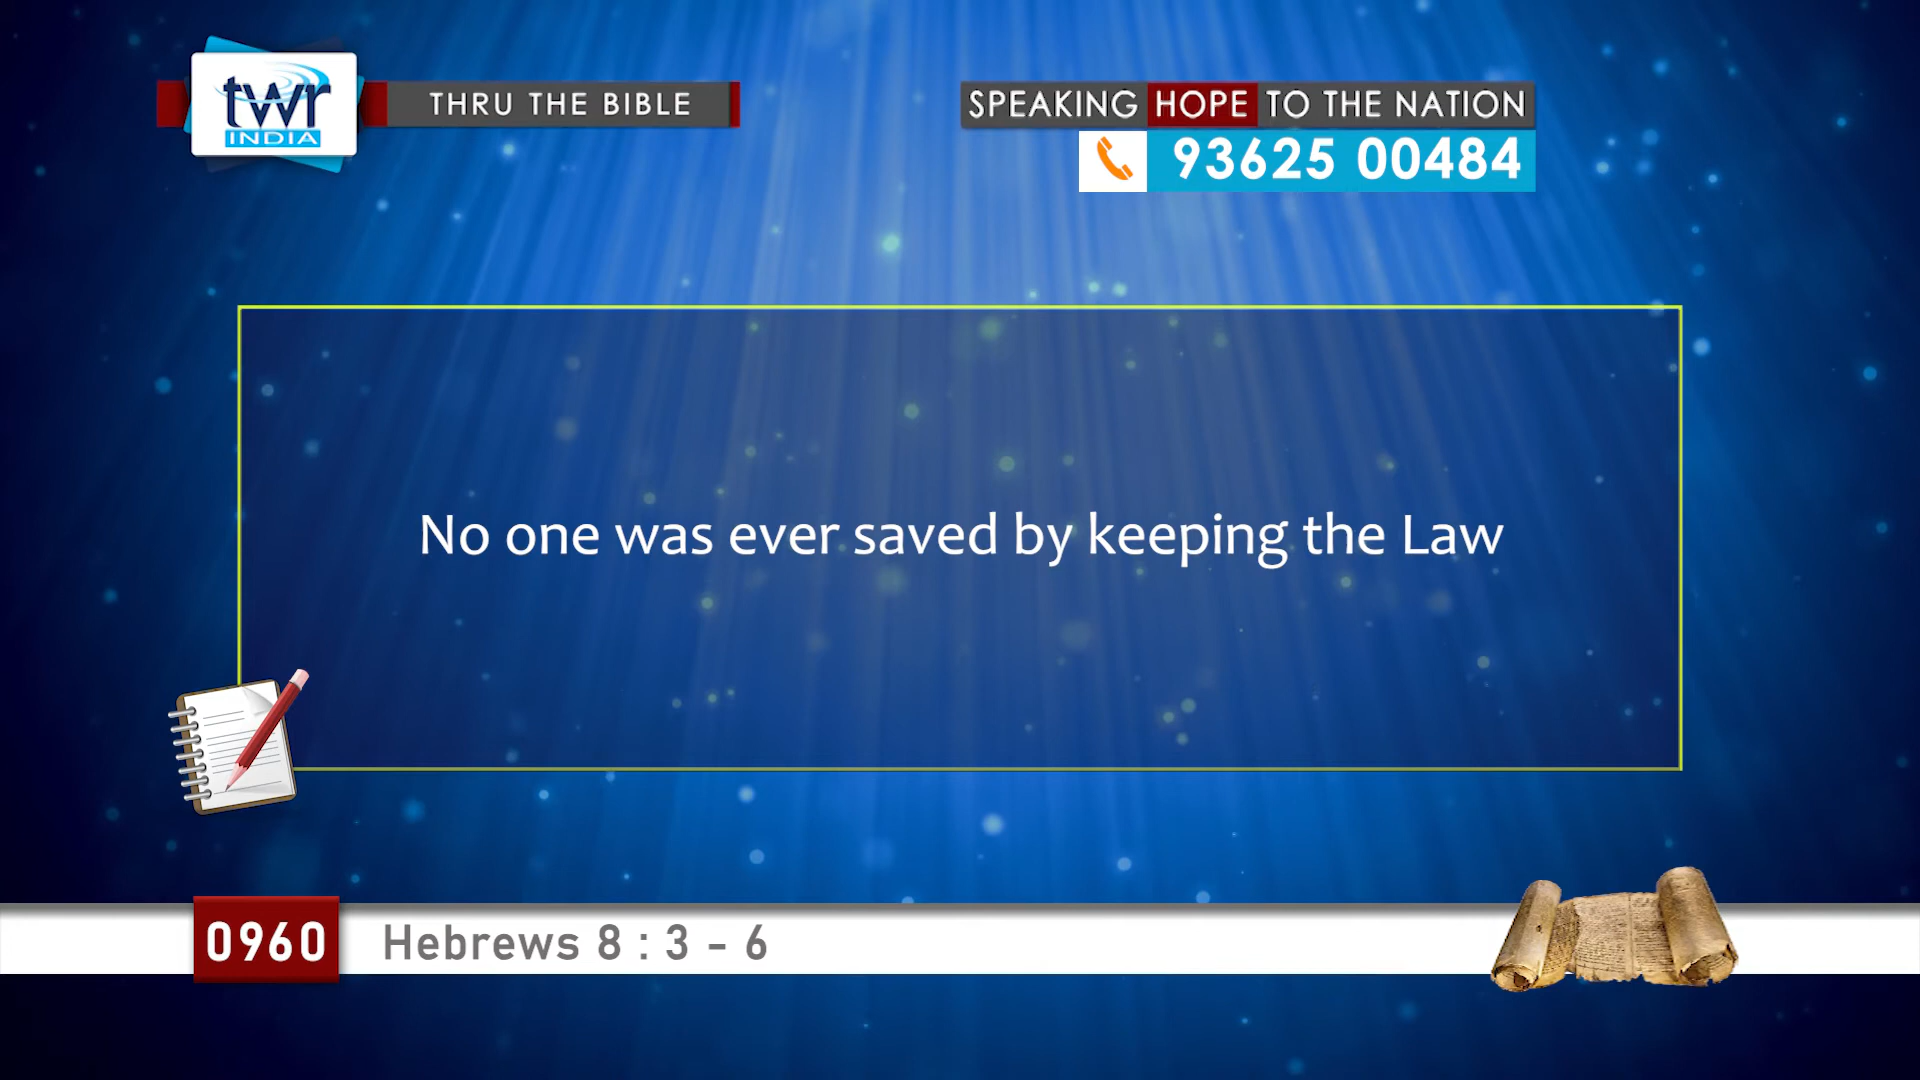 twr
INDIA
THRU THE BIBLE
SPEAKING HOPE TO THE NATION
93625 00484
No one was ever saved by keeping the Law
0960
Hebrews 8 : 3 - 6